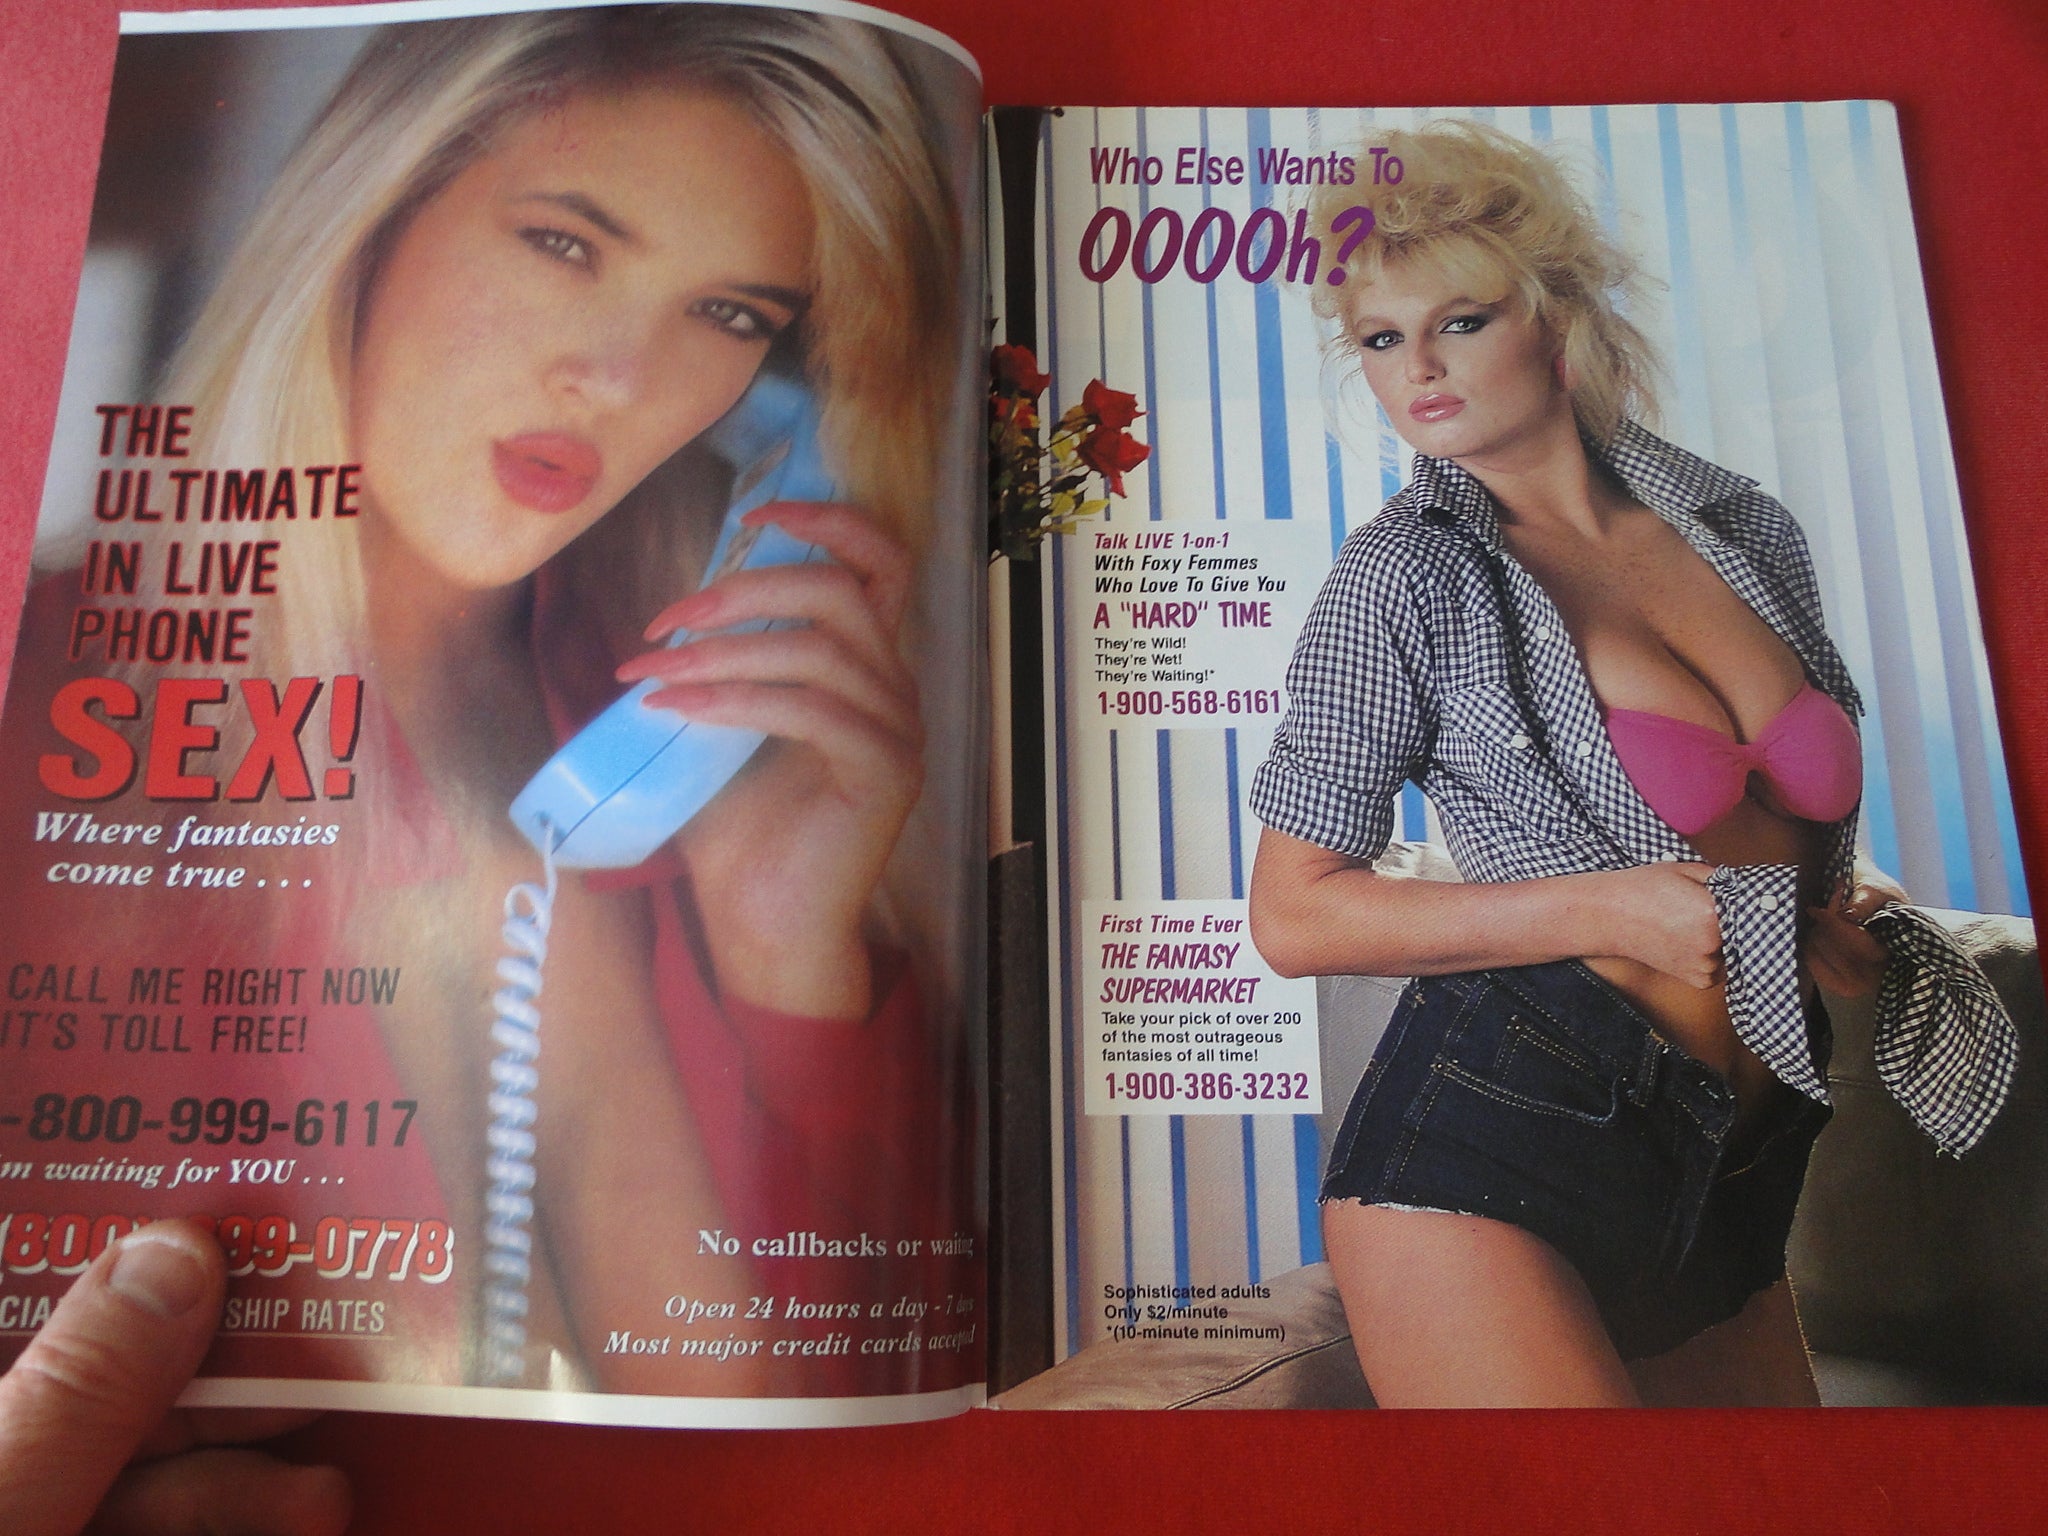 THE
ULTIMATE
IN LIVE
PHONE
SEX!
Where fantasies
come true . . .
CALL ME RIGHT NOW
IT'S TOLL FREE!
-800-999-6117
m waiting for YOU . . .
99-0778
SHIP RATES
No callbacks or waiting
Open 24 hours a day - 7 days
Most major credit cards accepted
Who Else Wants To
OOOOh?
Talk LIVE 1-on-1
With Foxy Femmes
Who Love To Give You
A "HARD" TIME
They're Wild!
They're Wet!
They're Waiting!*
1-900-568-6161
First Time Ever
THE FANTASY
SUPERMARKET
Take your pick of over 200
of the most outrageous
fantasies of all time!
1-900-386-3232
Sophisticated adults
Only $2/minute
*(10-minute minimum)